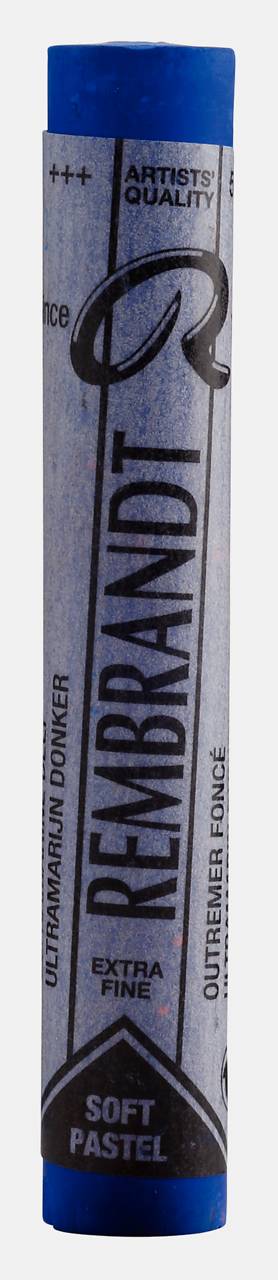 +++
ARTISTS'
QUALITY
REMBRANDT
EXTRA
FINE
SOFT
PASTEL
ULTRAMARIJN DONKER
OUTREMER FONCÉ